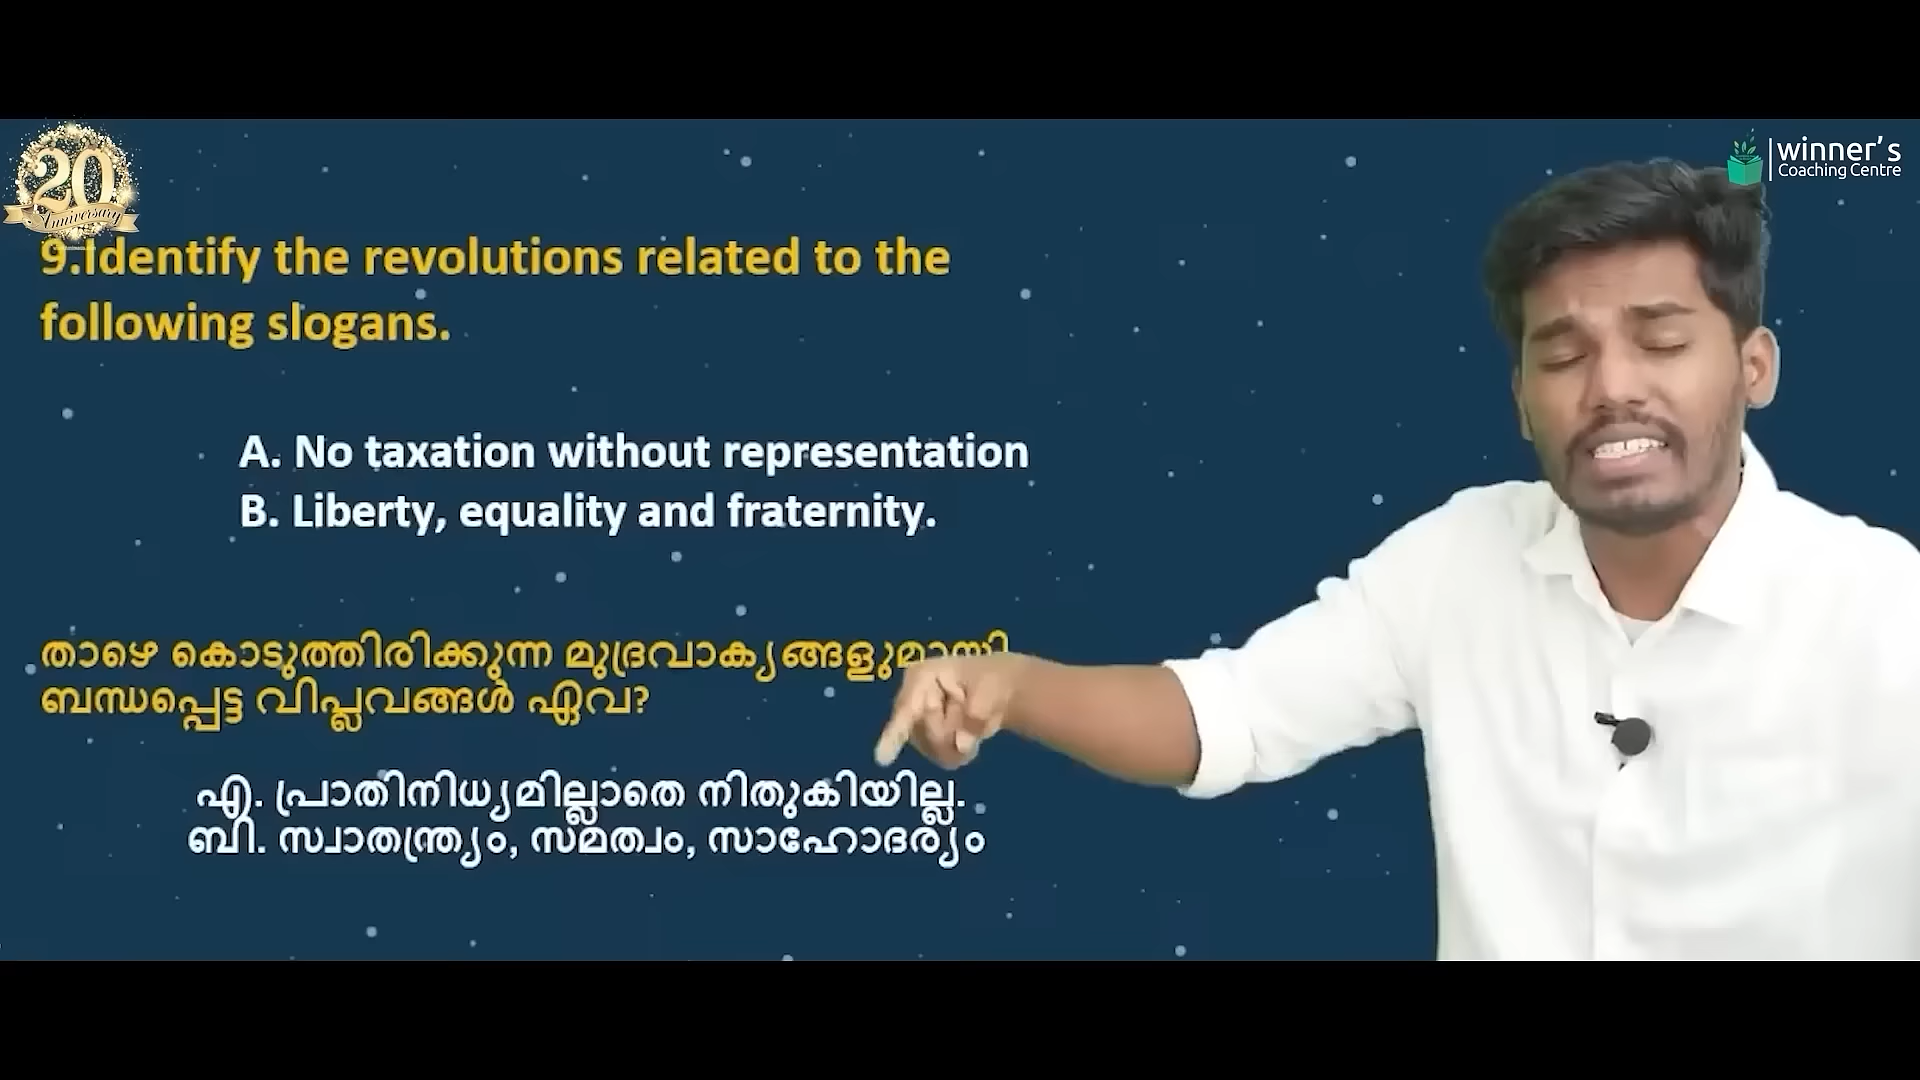 20
Anniversary
winner's
Coaching Centre
9.Identify the revolutions related to the
following slogans.
A. No taxation without representation
B. Liberty, equality and fraternity.
താഴെ കൊടുത്തിരിക്കുന്ന മുദ്രവാക്യങ്ങളുമായി
ബന്ധപ്പെട്ട വിപ്ലവങ്ങൾ ഏവ?
എ. പ്രാതിനിധ്യമില്ലാതെ നിതുകിയില്ല.
ബി. സ്വാതന്ത്ര്യം, സമത്വം, സാഹോദര്യം